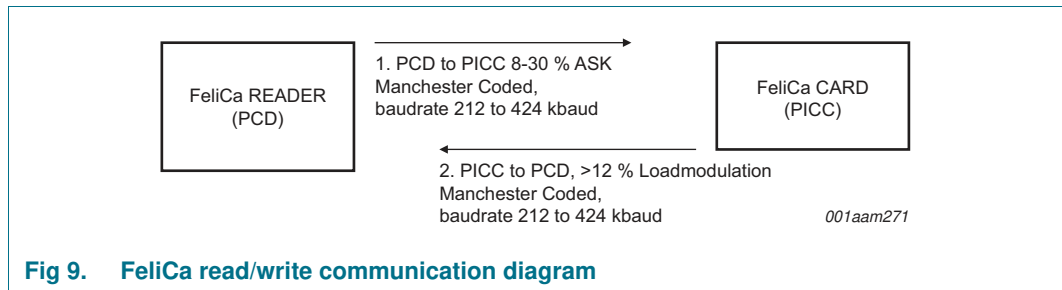 FeliCa READER
(PCD)
1. PCD to PICC 8-30 % ASK
Manchester Coded,
baudrate 212 to 424 kbaud
FeliCa CARD
(PICC)
2. PICC to PCD, >12 % Loadmodulation
Manchester Coded,
baudrate 212 to 424 kbaud
001aam271
Fig 9. FeliCa read/write communication diagram